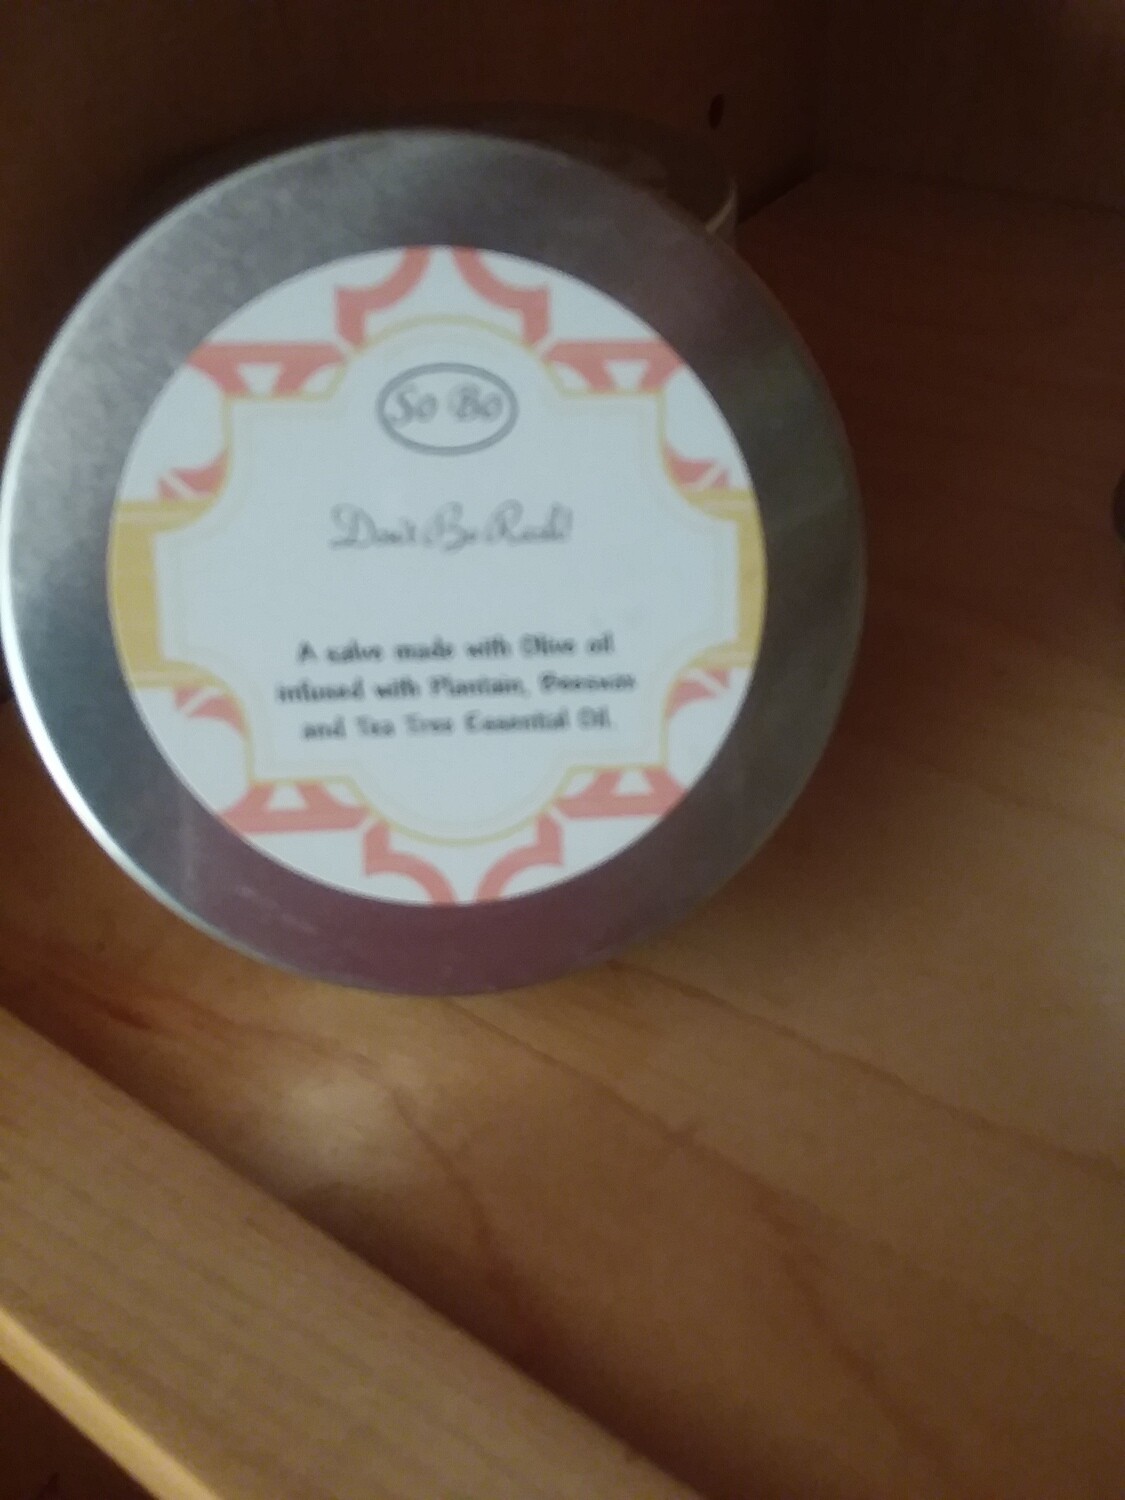 So Bo
Don't Be Rash!
A salve made with Olive oil
infused with Plantain, Beeswax
and Tea Tree Essential Oil.